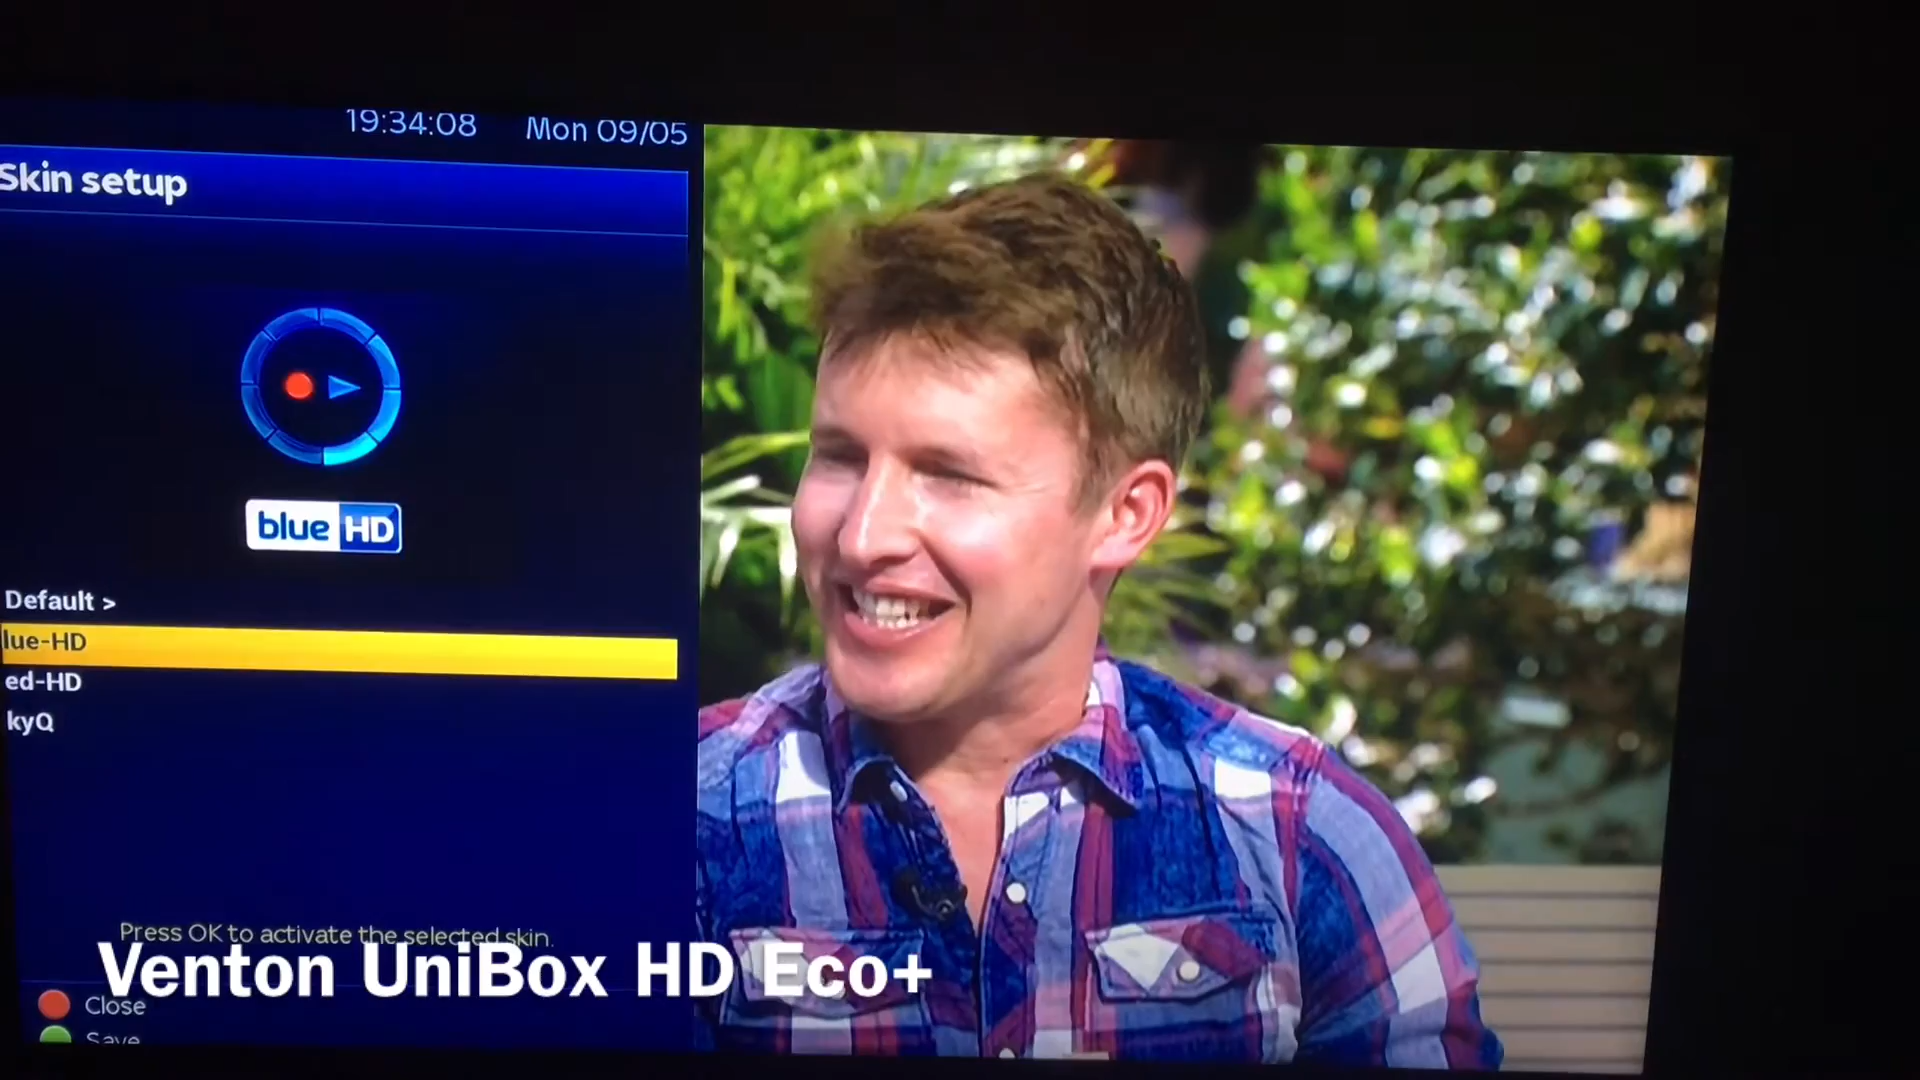 19:34:08 Mon 09/05
Skin setup
blue HD
Default >
lue-HD
ed-HD
kyQ
Press OK to activate the selected skin.
Venton UniBox HD Eco+
Close
Save